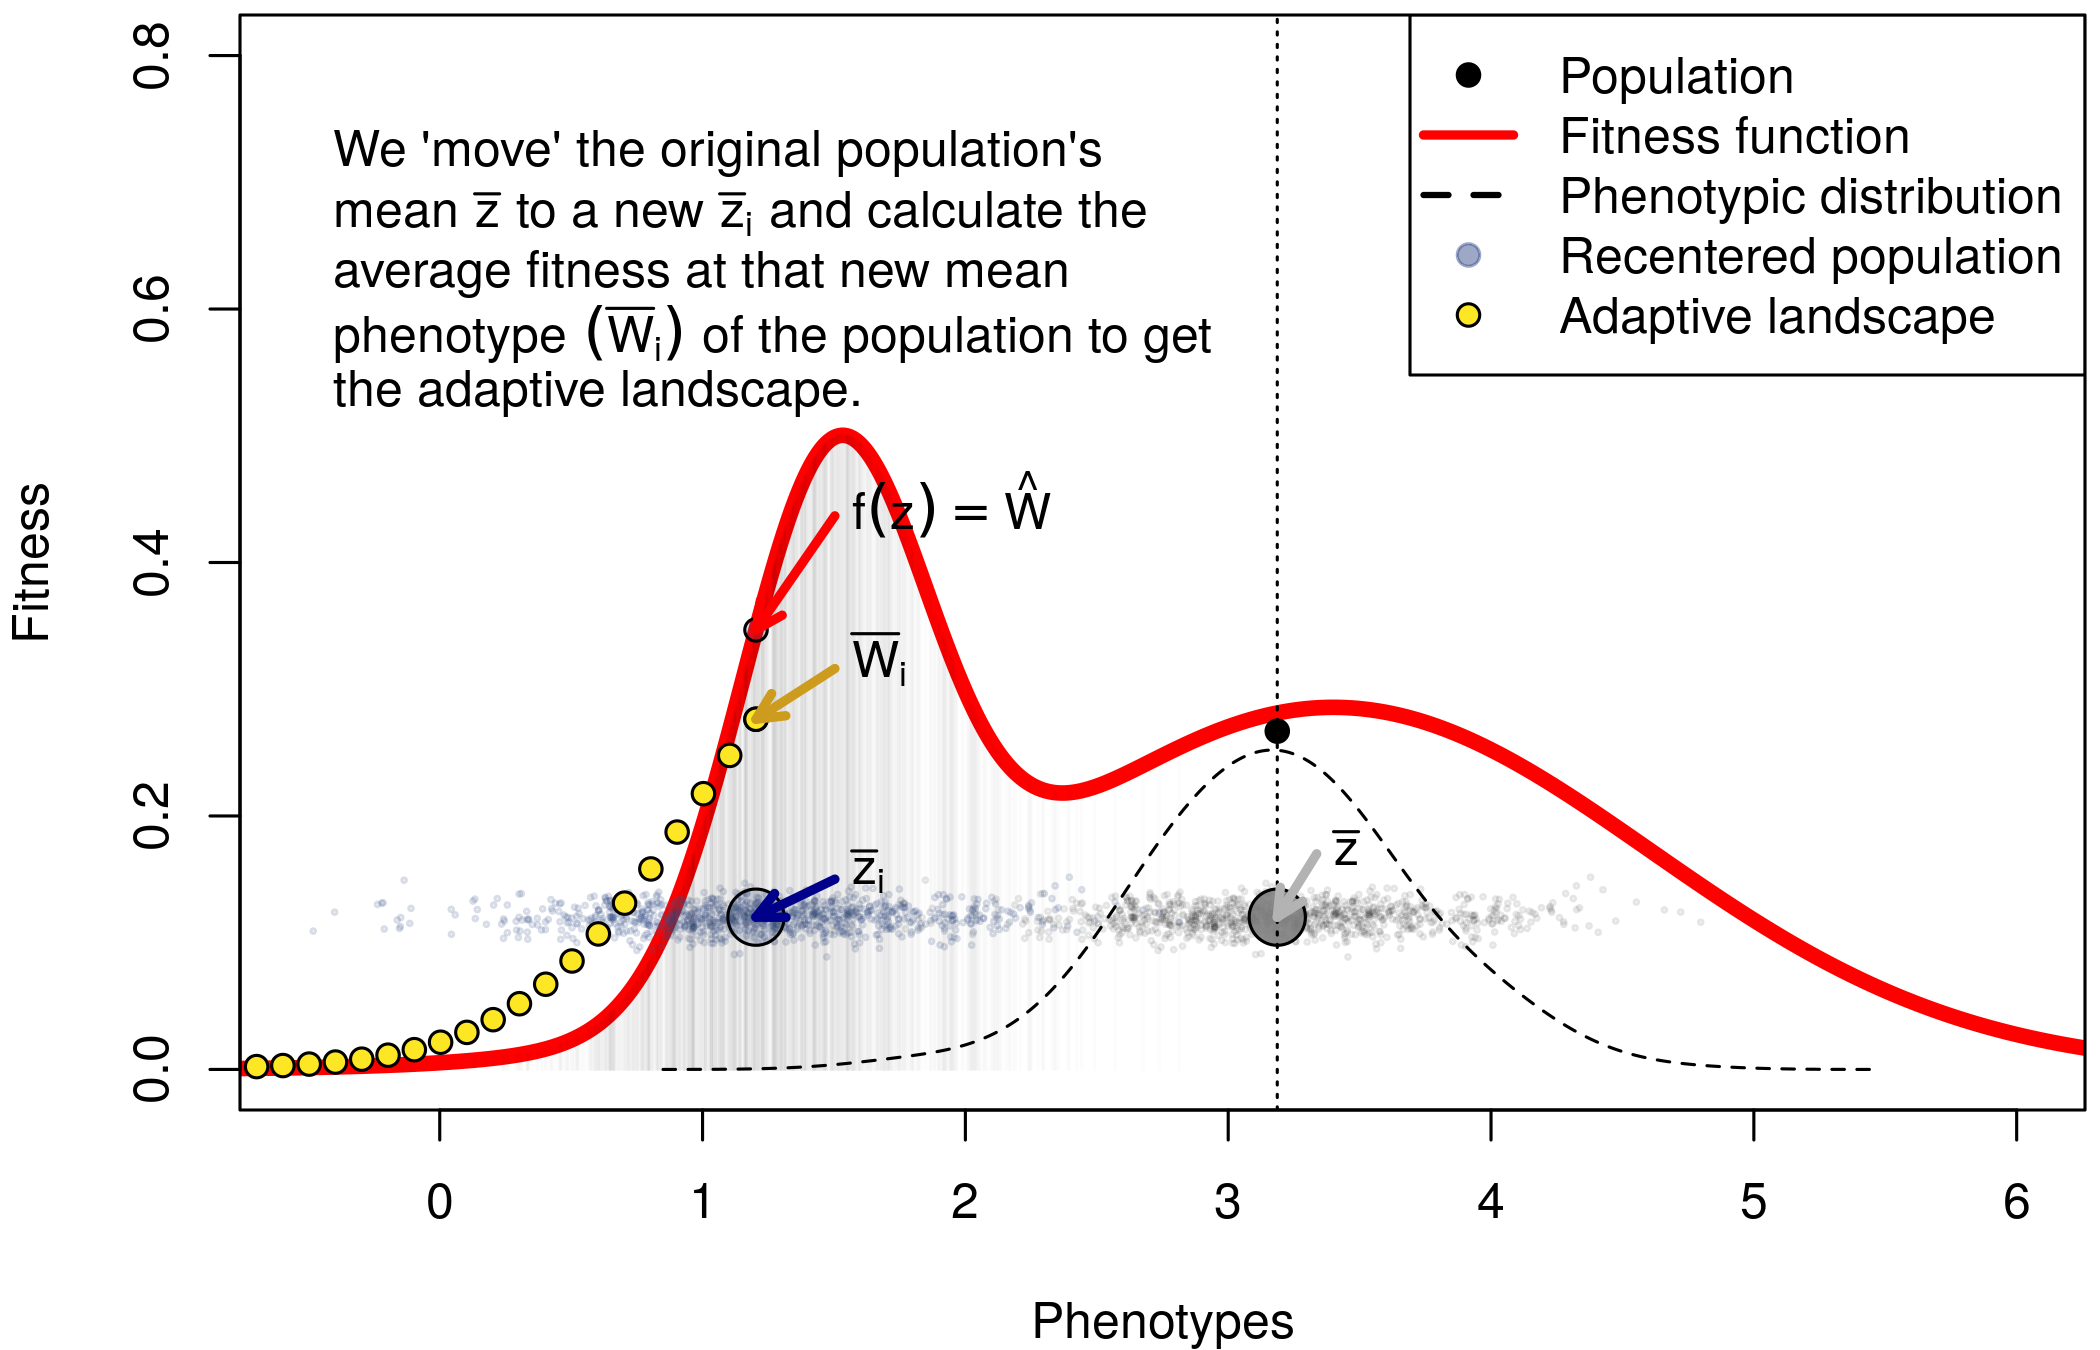 0.8
0.6
0.4
0.2
0.0
Fitness
We 'move' the original population's
mean z̅ to a new z̅ᵢ and calculate the
average fitness at that new mean
phenotype (W̅ᵢ) of the population to get
the adaptive landscape.
Population
Fitness function
Phenotypic distribution
Recentered population
Adaptive landscape
f(z) = Ŵ
W̅ᵢ
z̅ᵢ
z̅
0 1 2 3 4 5 6
Phenotypes